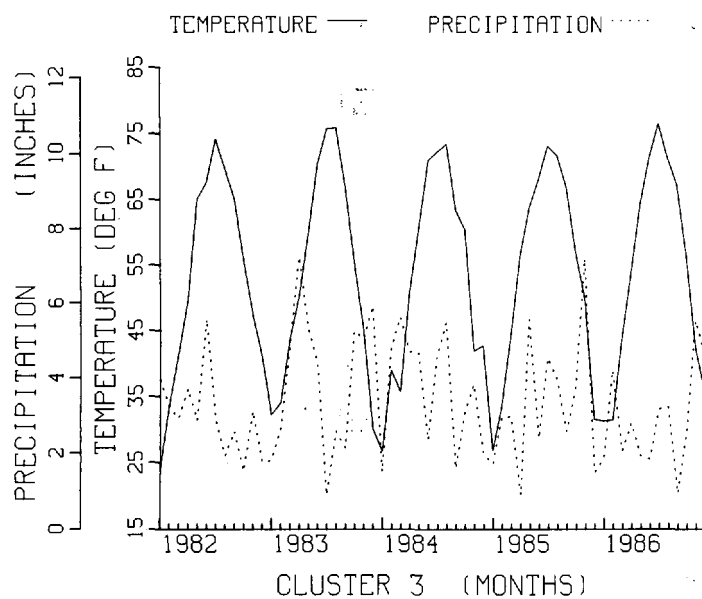 TEMPERATURE PRECIPITATION
PRECIPITATION (INCHES)
0 2 4 6 8 10 12
TEMPERATURE (DEG F)
15 25 35 45 55 65 75 85
1982 1983 1984 1985 1986
CLUSTER 3 (MONTHS)